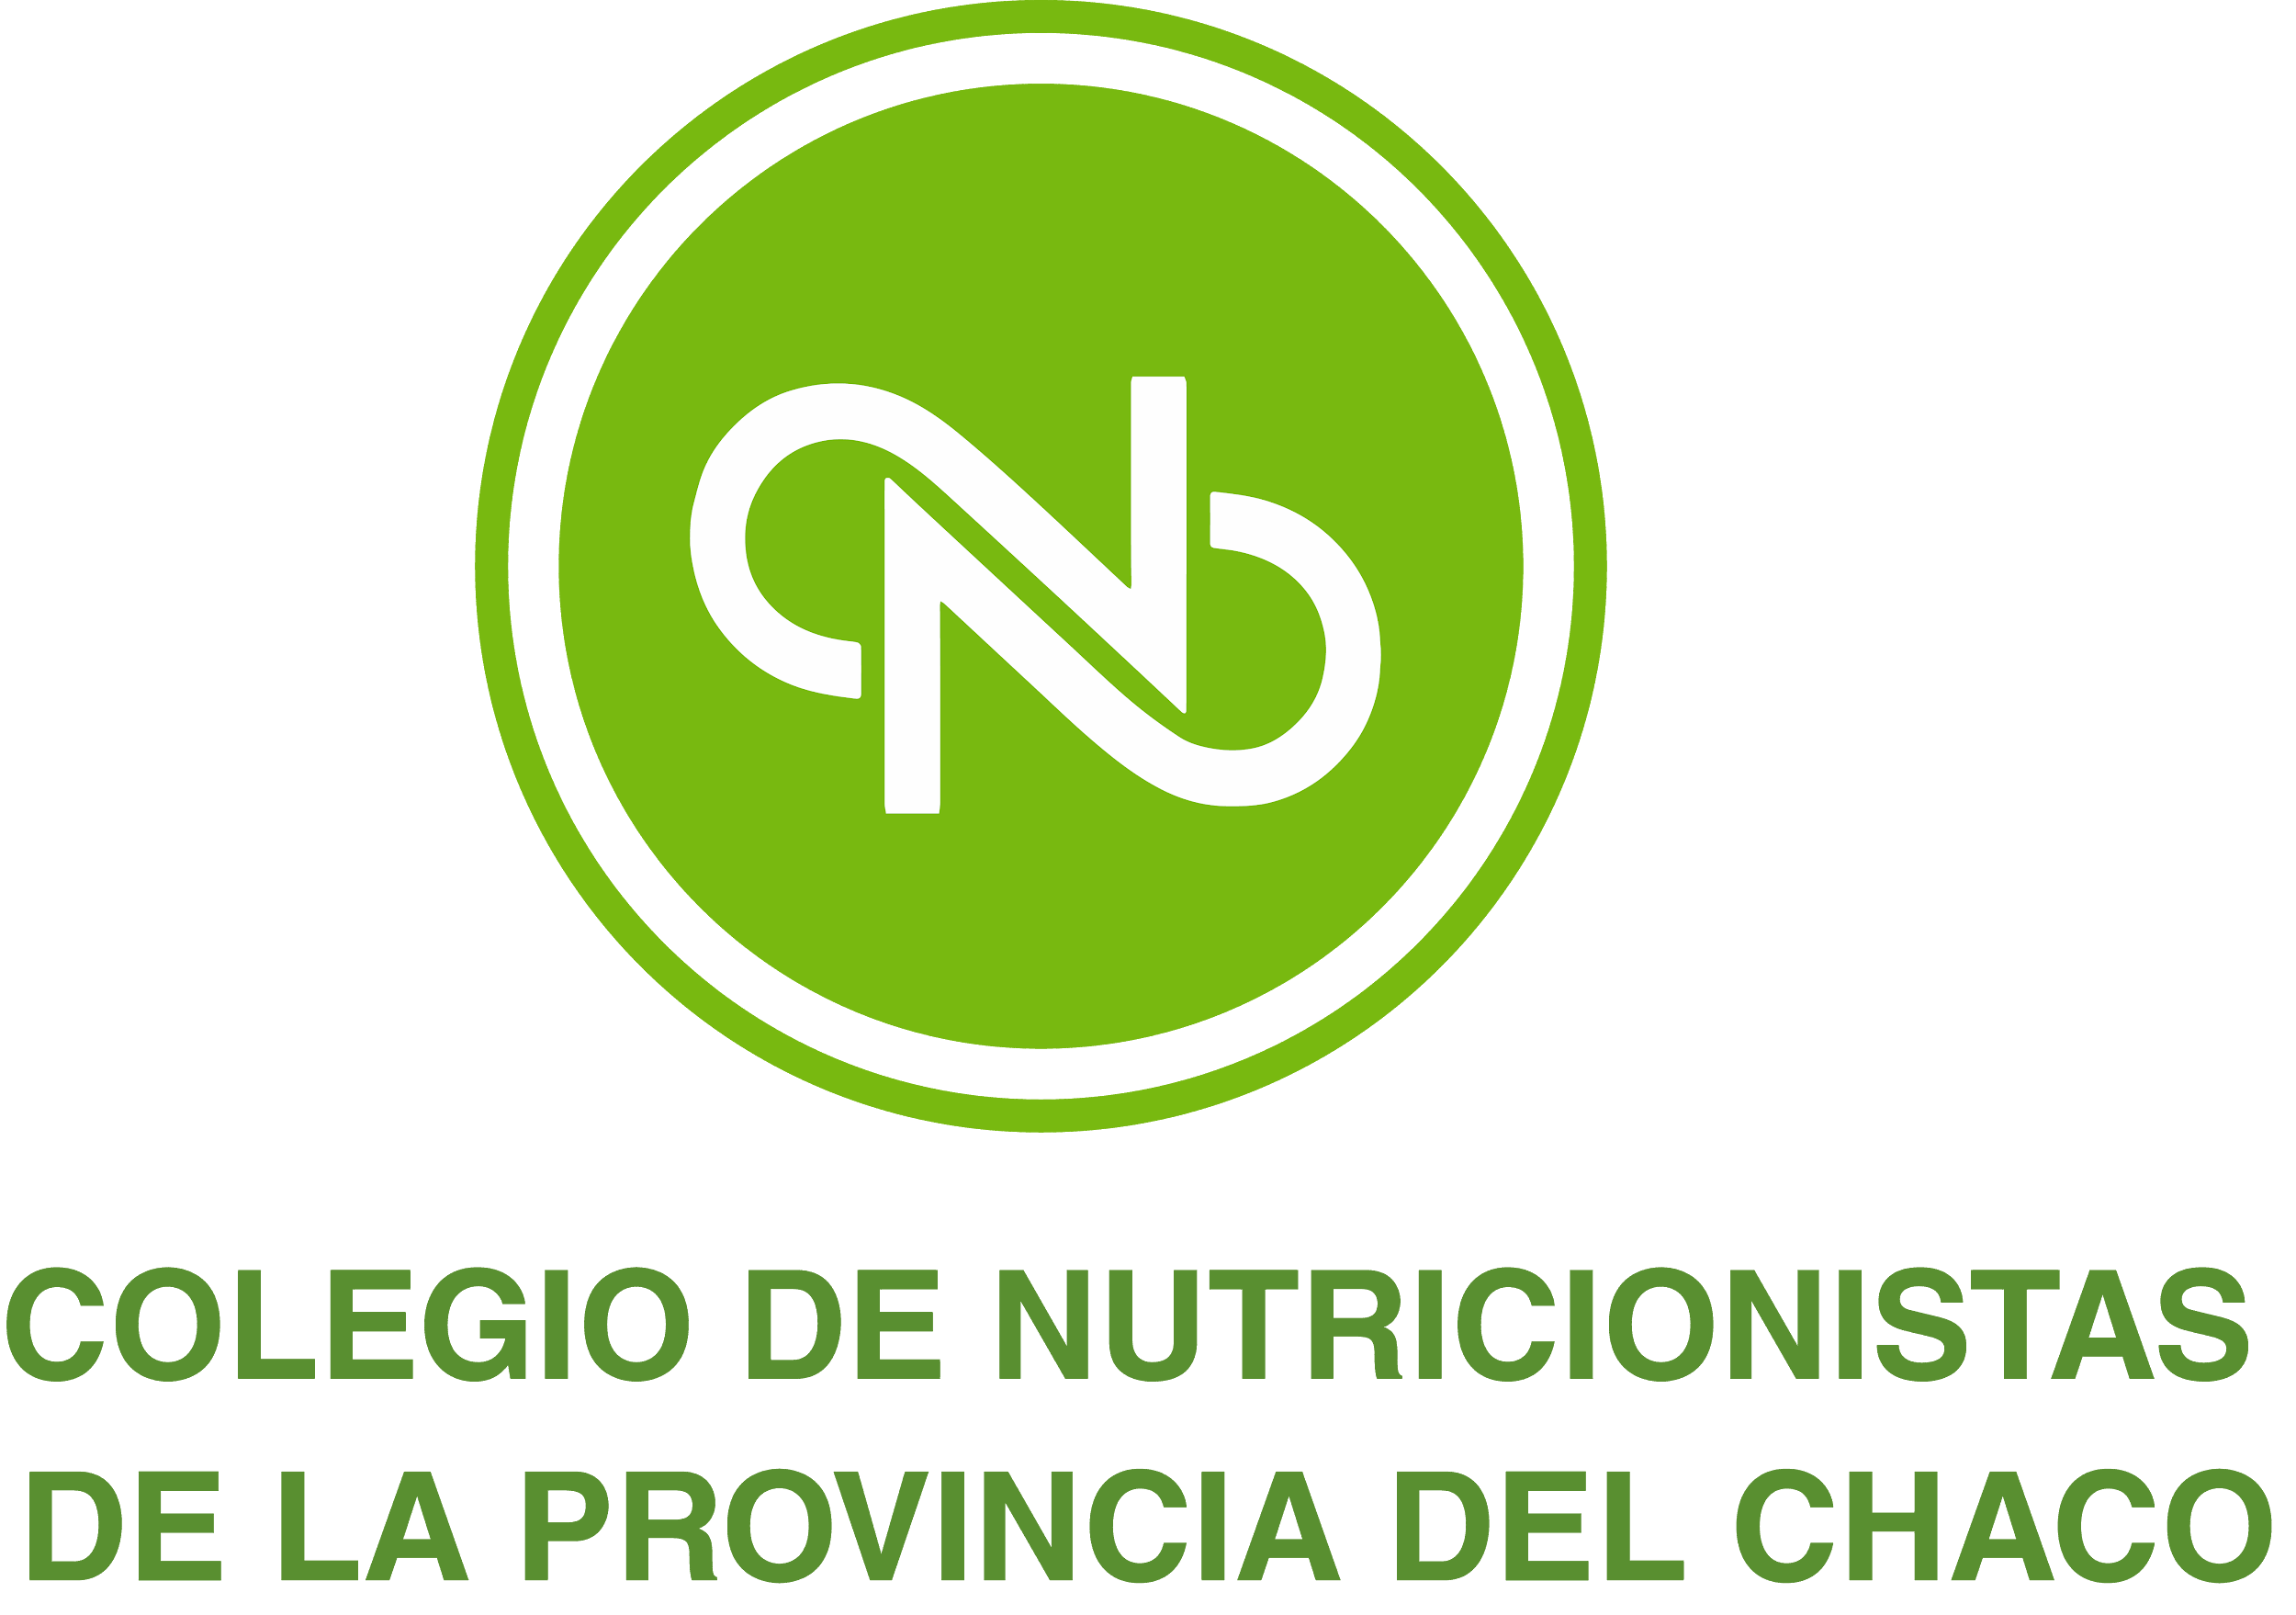 COLEGIO DE NUTRICIONISTAS
DE LA PROVINCIA DEL CHACO